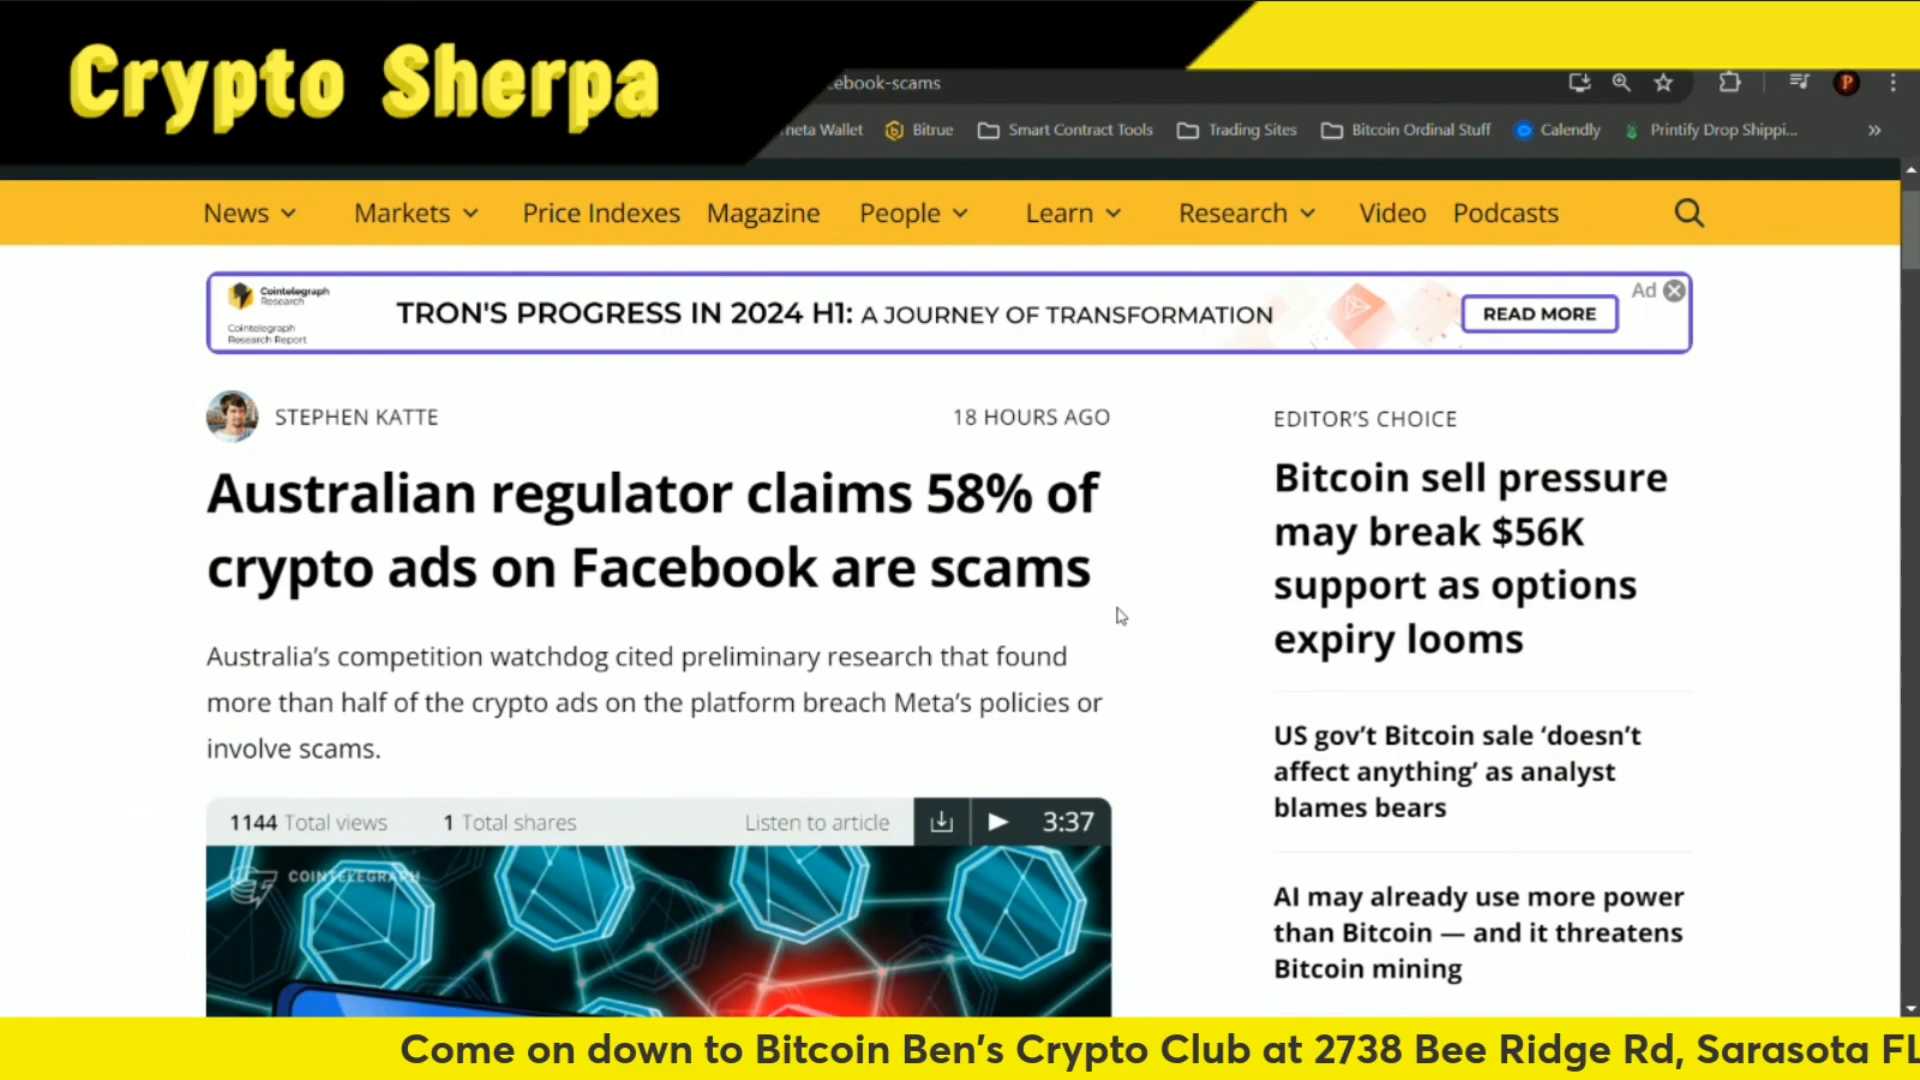 Crypto Sherpa
ebook-scams
heta Wallet Bitrue Smart Contract Tools Trading Sites Bitcoin Ordinal Stuff Calendly Printify Drop Shippi... »
News Markets Price Indexes Magazine People Learn Research Video Podcasts
Cointelegraph
Research
Cointelegraph
Research Report
TRON'S PROGRESS IN 2024 H1: A JOURNEY OF TRANSFORMATION
READ MORE
Ad
STEPHEN KATTE
18 HOURS AGO
Australian regulator claims 58% of
crypto ads on Facebook are scams
Australia’s competition watchdog cited preliminary research that found
more than half of the crypto ads on the platform breach Meta’s policies or
involve scams.
1144 Total views 1 Total shares Listen to article 3:37
COINTELEGRAPH
EDITOR’S CHOICE
Bitcoin sell pressure
may break $56K
support as options
expiry looms
US gov’t Bitcoin sale ‘doesn’t
affect anything’ as analyst
blames bears
AI may already use more power
than Bitcoin — and it threatens
Bitcoin mining
Come on down to Bitcoin Ben's Crypto Club at 2738 Bee Ridge Rd, Sarasota FL